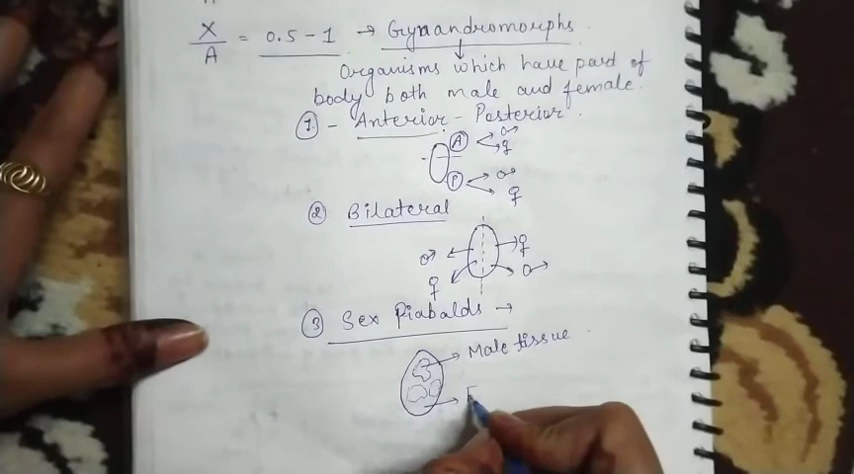 X/A = 0.5 - 1 → Gynandromorphs.
Organisms which have part of
body both male and female.
① - Anterior - Posterior.
A ♂
♀
P ♂
♀
② Bilateral
♂ ♀
♀ ♂
③ Sex Piabalds →
Male tissue
F